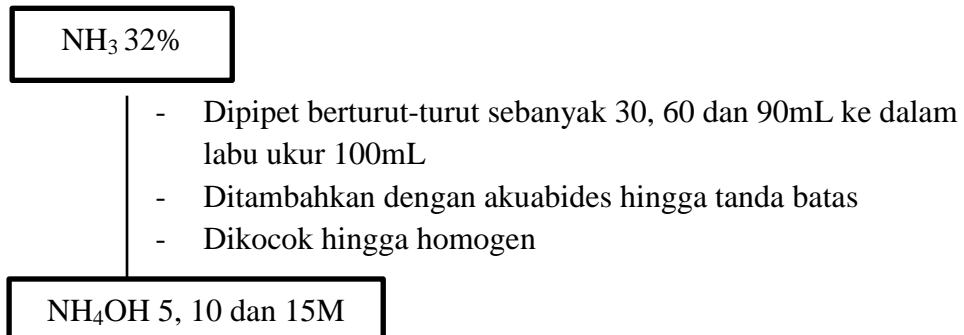 NH₃ 32%
- Dipipet berturut-turut sebanyak 30, 60 dan 90mL ke dalam
labu ukur 100mL
- Ditambahkan dengan akuabides hingga tanda batas
- Dikocok hingga homogen
NH₄OH 5, 10 dan 15M